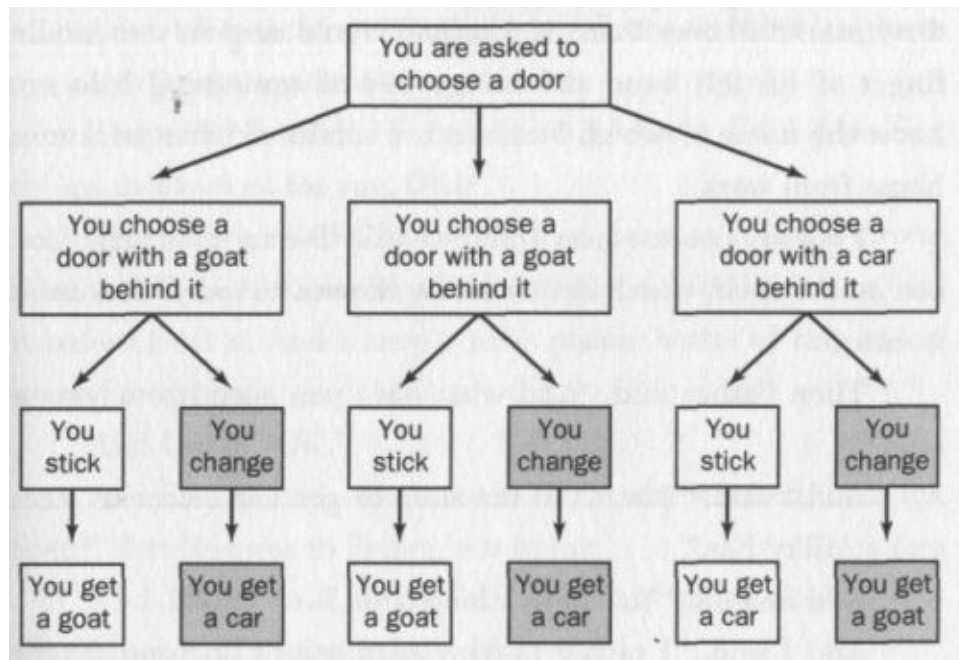 You are asked to
choose a door
You choose a
door with a goat
behind it
You choose a
door with a goat
behind it
You choose a
door with a car
behind it
You
stick
You
change
You
stick
You
change
You
stick
You
change
You get
a goat
You get
a car
You get
a goat
You get
a car
You get
a car
You get
a goat